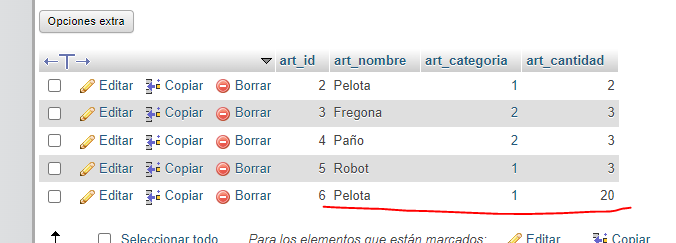 Opciones extra
←T→ art_id art_nombre art_categoria art_cantidad
Editar Copiar Borrar 2 Pelota 1 2
Editar Copiar Borrar 3 Fregona 2 3
Editar Copiar Borrar 4 Paño 2 3
Editar Copiar Borrar 5 Robot 1 3
Editar Copiar Borrar 6 Pelota 1 20
Seleccionar todo Para los elementos que están marcados: Editar Copiar